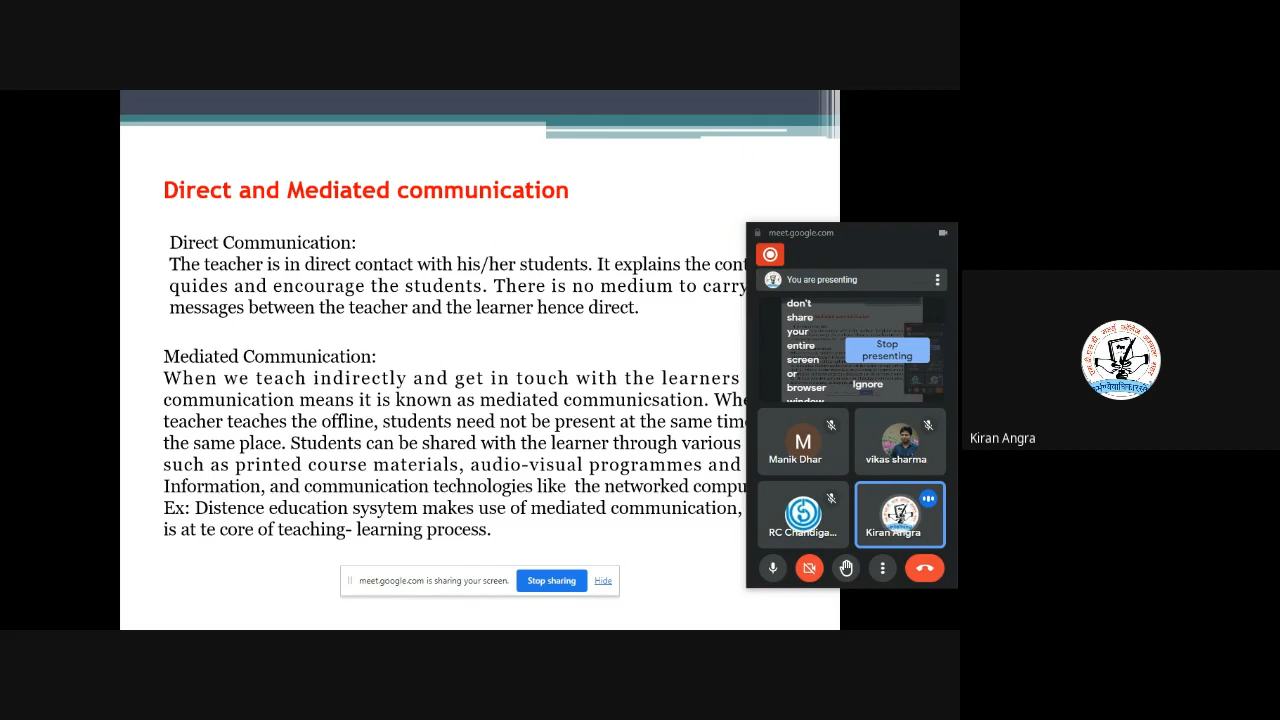 Direct and Mediated communication
Direct Communication:
The teacher is in direct contact with his/her students. It explains the cont
quides and encourage the students. There is no medium to carry
messages between the teacher and the learner hence direct.
Mediated Communication:
When we teach indirectly and get in touch with the learners
communication means it is known as mediated communicsation. Whe
teacher teaches the offline, students need not be present at the same tim
the same place. Students can be shared with the learner through various
such as printed course materials, audio-visual programmes and
Information, and communication technologies like the networked compu
Ex: Distence education sysytem makes use of mediated communication,
is at te core of teaching- learning process.
meet.google.com is sharing your screen.
Stop sharing
Hide
meet.google.com
You are presenting
don't
share
your
entire
screen
or
browser
window
Stop
presenting
Ignore
M
Manik Dhar
vikas sharma
RC Chandiga...
Kiran Angra
Kiran Angra